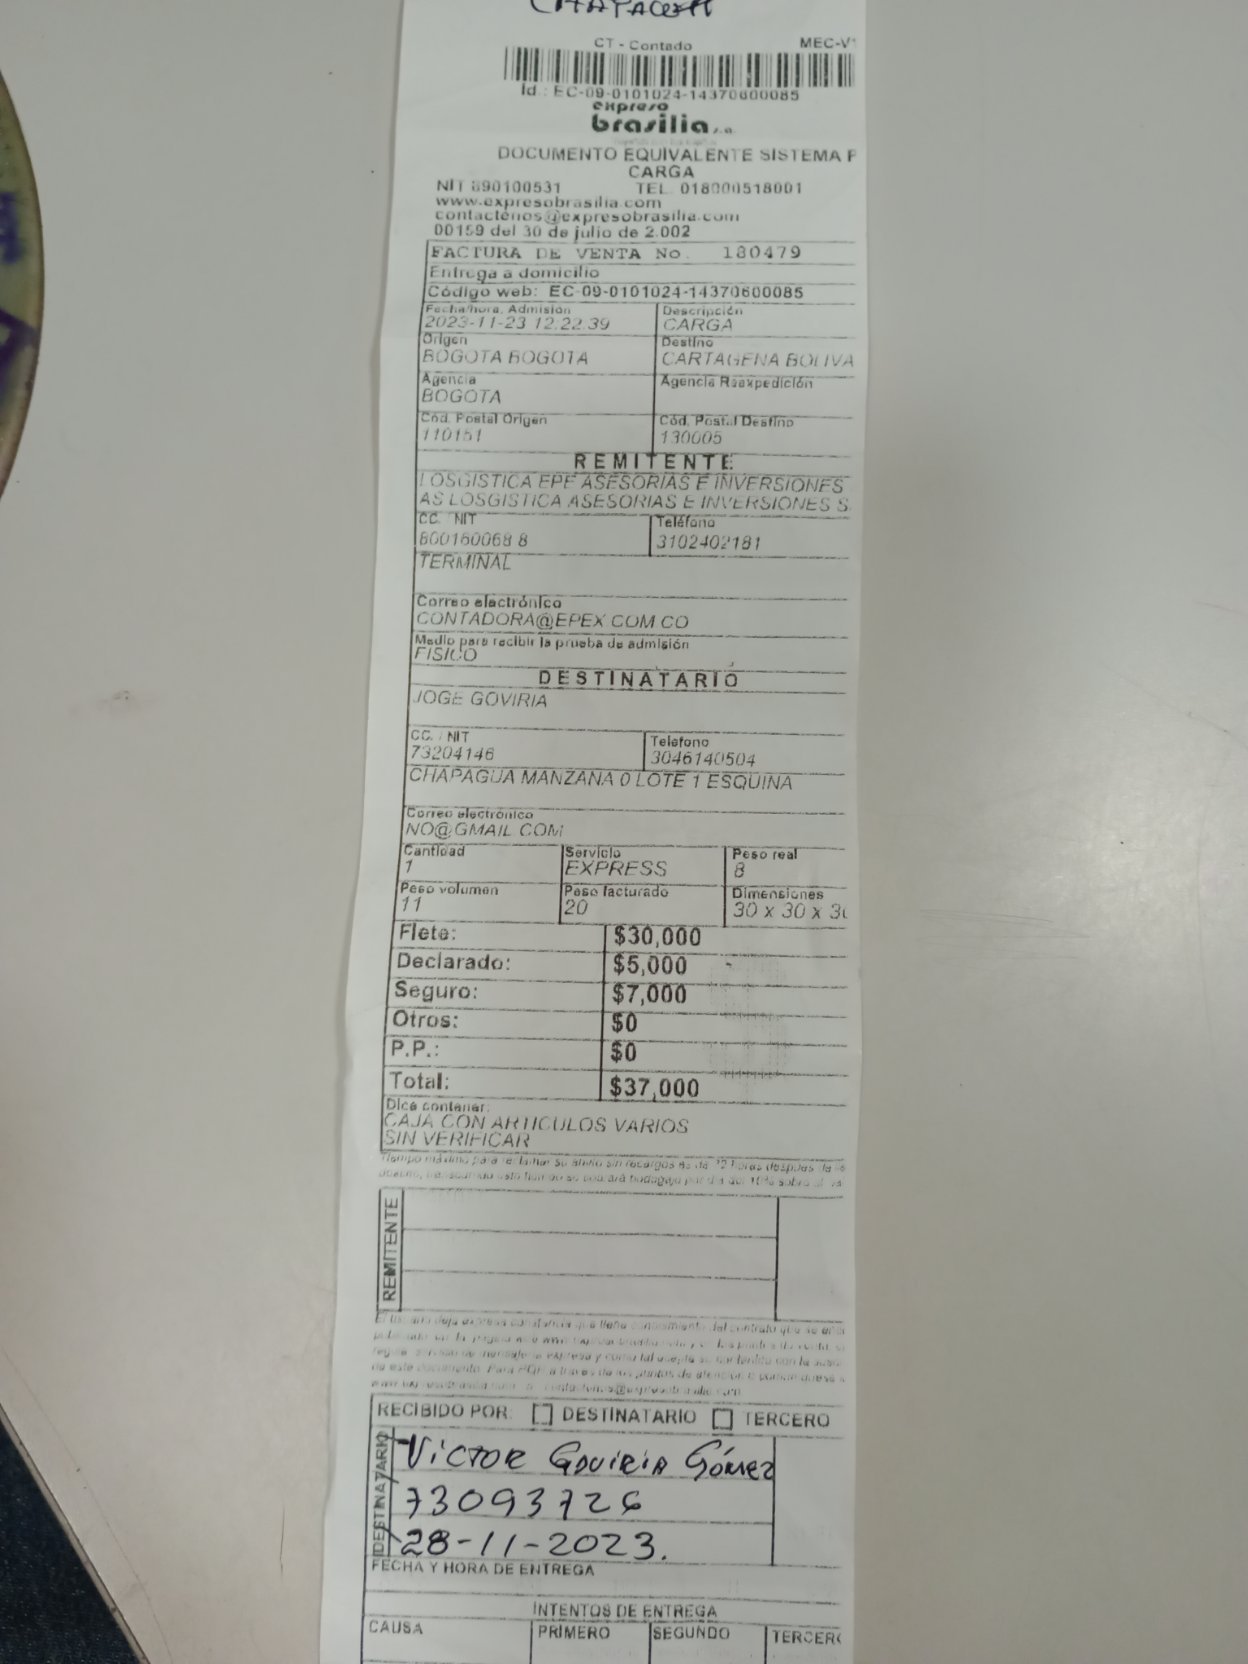 CT - Contado MEC-V
Id.: EC-09-0101024-14370600085
expreso
brasilia s.a.
DOCUMENTO EQUIVALENTE SISTEMA P
CARGA
NIT 890100531 TEL. 018000518001
www.expresobrasilia.com
contactenos@expresobrasilia.com
00159 del 30 de julio de 2.002
FACTURA DE VENTA No. 180479
Entrega a domicilio
Código web: EC-09-0101024-14370600085
Fecha/hora. Admisión Descripción
2023-11-23 12:22:39 CARGA
Origen Destino
BOGOTA BOGOTA CARTAGENA BOLIVA
Agencia Agencia Reexpedición
BOGOTA
Cód. Postal Origen Cód. Postal Destino
110151 130005
REMITENTE
LOSGISTICA EPE ASESORIAS E INVERSIONES
AS LOSGISTICA ASESORIAS E INVERSIONES S
CC. NIT Teléfono
800160068 8 3102402181
TERMINAL
Correo electrónico
CONTADORA@EPEX.COM.CO
Medio para recibir la prueba de admisión
FISICO
DESTINATARIO
JOGE GOVIRIA
CC. / NIT Telefono
73204146 3046140504
CHAPAGUA MANZANA 0 LOTE 1 ESQUINA
Correo electrónico
NO@GMAIL.COM
Cantidad Servicio Peso real
1 EXPRESS 8
Peso volumen Peso facturado Dimensiones
11 20 30 x 30 x 30
Flete: $30,000
Declarado: $5,000
Seguro: $7,000
Otros: $0
P.P.: $0
Total: $37,000
Dice contener:
CAJA CON ARTICULOS VARIOS
SIN VERIFICAR
REMITENTE
RECIBIDO POR: DESTINATARIO TERCERO
DESTINATARIO
Victor Gaviria Gómez
73093726
28-11-2023.
FECHA Y HORA DE ENTREGA
INTENTOS DE ENTREGA
CAUSA PRIMERO SEGUNDO TERCERO